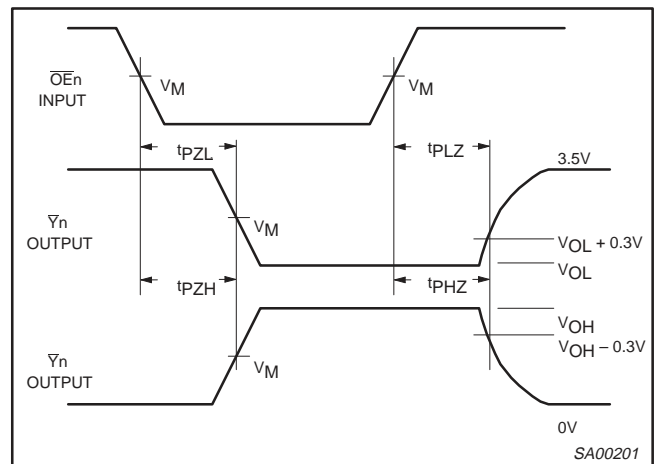 OEn
INPUT
VM
VM
tPZL
tPLZ
3.5V
Yn
OUTPUT
VM
VOL + 0.3V
VOL
tPZH
tPHZ
VOH
VOH – 0.3V
Yn
OUTPUT
VM
0V
SA00201